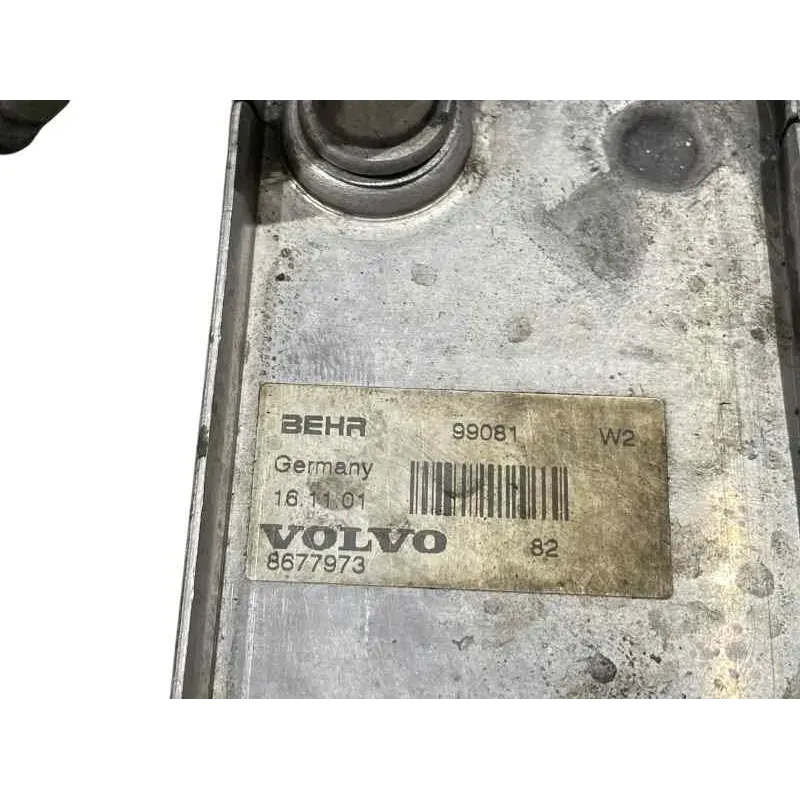 BEHR 99081 W2
Germany
16.11.01
VOLVO 82
8677973